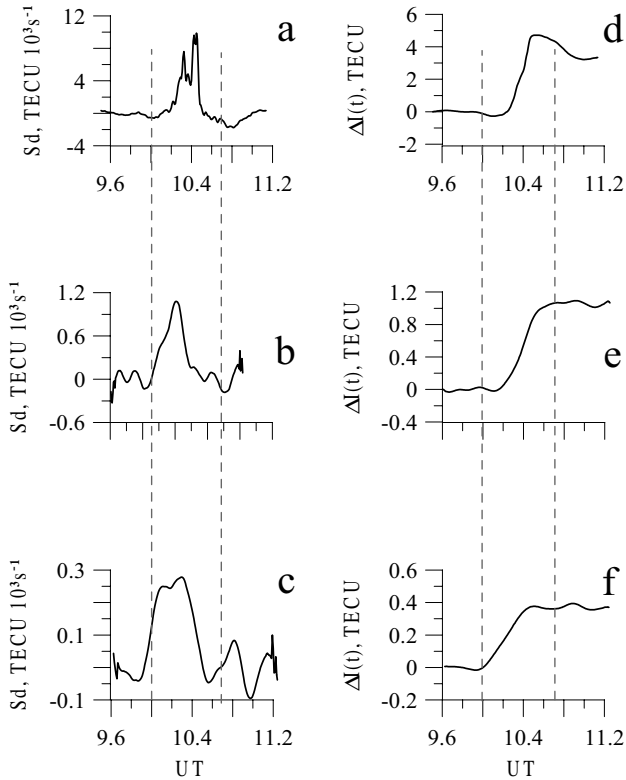 a
Sd, TECU 10³s⁻¹
12
8
4
-4
9.6 10.4 11.2
d
ΔI(t), TECU
6
4
2
0
-2
9.6 10.4 11.2
b
Sd, TECU 10³s⁻¹
1.2
0.6
0
-0.6
e
ΔI(t), TECU
1.2
0.8
0.4
0
-0.4
c
Sd, TECU 10³s⁻¹
0.3
0.1
-0.1
9.6 10.4 11.2
UT
f
ΔI(t), TECU
0.6
0.4
0.2
0
-0.2
9.6 10.4 11.2
UT